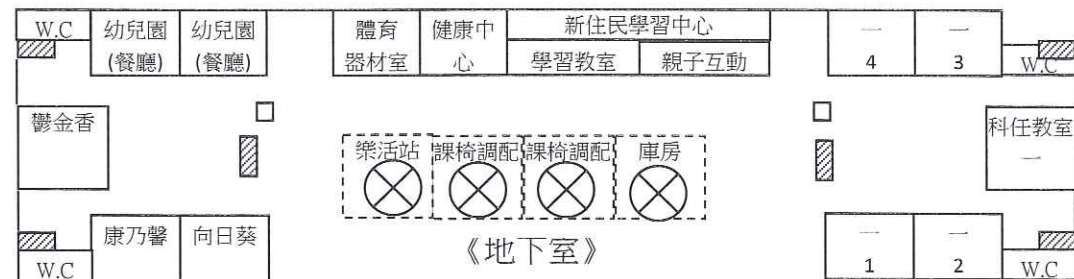 W.C
幼兒園
(餐廳)
幼兒園
(餐廳)
體育
器材室
健康中
心
新住民學習中心
學習教室
親子互動
一
4
一
3
W.C
鬱金香
樂活站
課椅調配
課椅調配
庫房
科任教室
一
W.C
康乃馨
向日葵
《地下室》
一
1
一
2
W.C